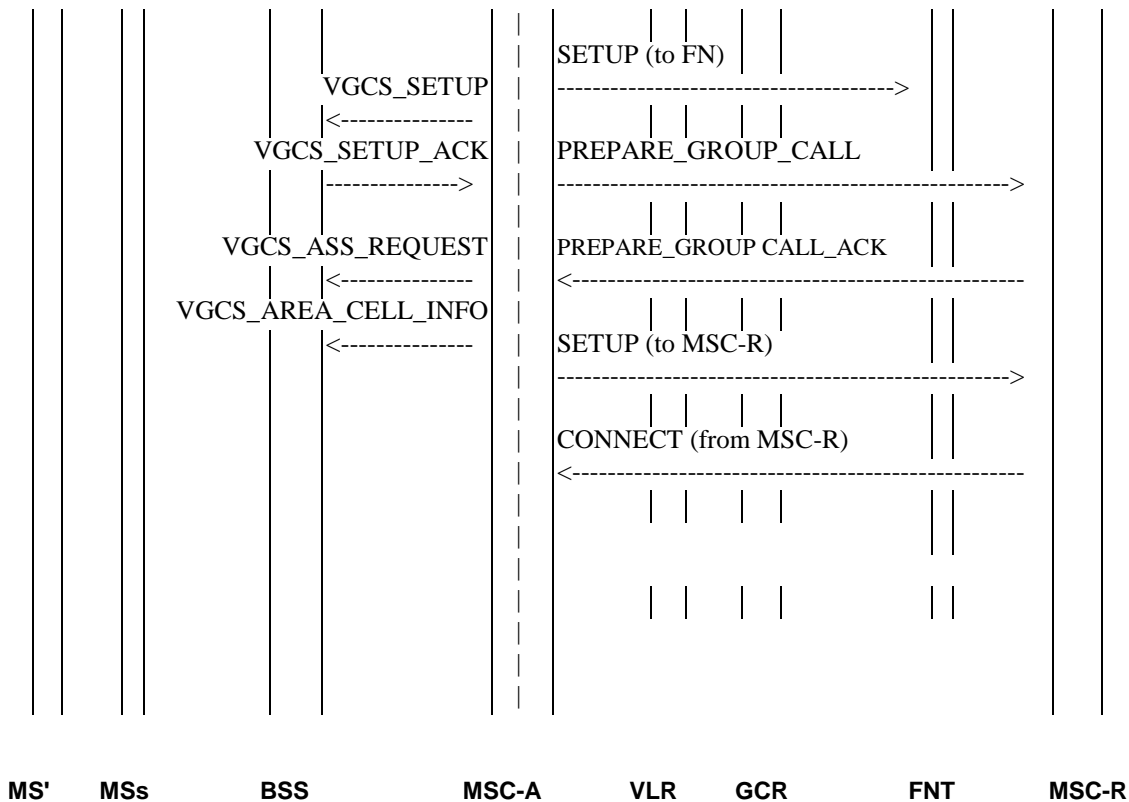 SETUP (to FN)
VGCS_SETUP
VGCS_SETUP_ACK PREPARE_GROUP_CALL
VGCS_ASS_REQUEST PREPARE_GROUP CALL_ACK
VGCS_AREA_CELL_INFO
SETUP (to MSC-R)
CONNECT (from MSC-R)
MS' MSs BSS MSC-A VLR GCR FNT MSC-R